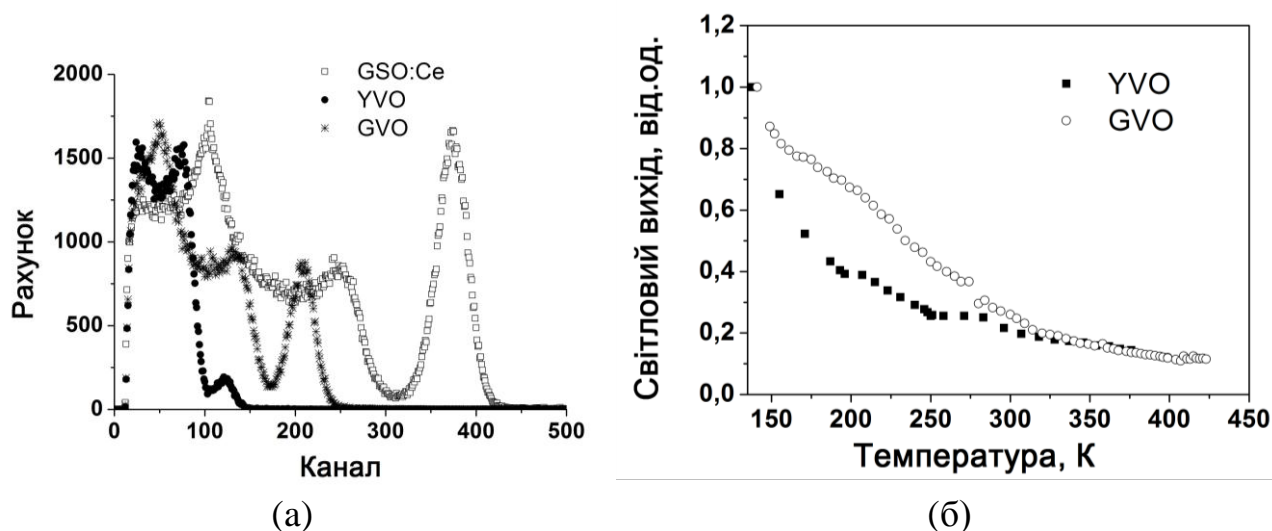 2000
1500
1000
500
0
0
100
200
300
400
500
Рахунок
Канал
GSO:Ce
YVO
GVO
(а)
1,2
1,0
0,8
0,6
0,4
0,2
0,0
150
200
250
300
350
400
450
Світловий вихід, від.од.
Температура, К
YVO
GVO
(б)